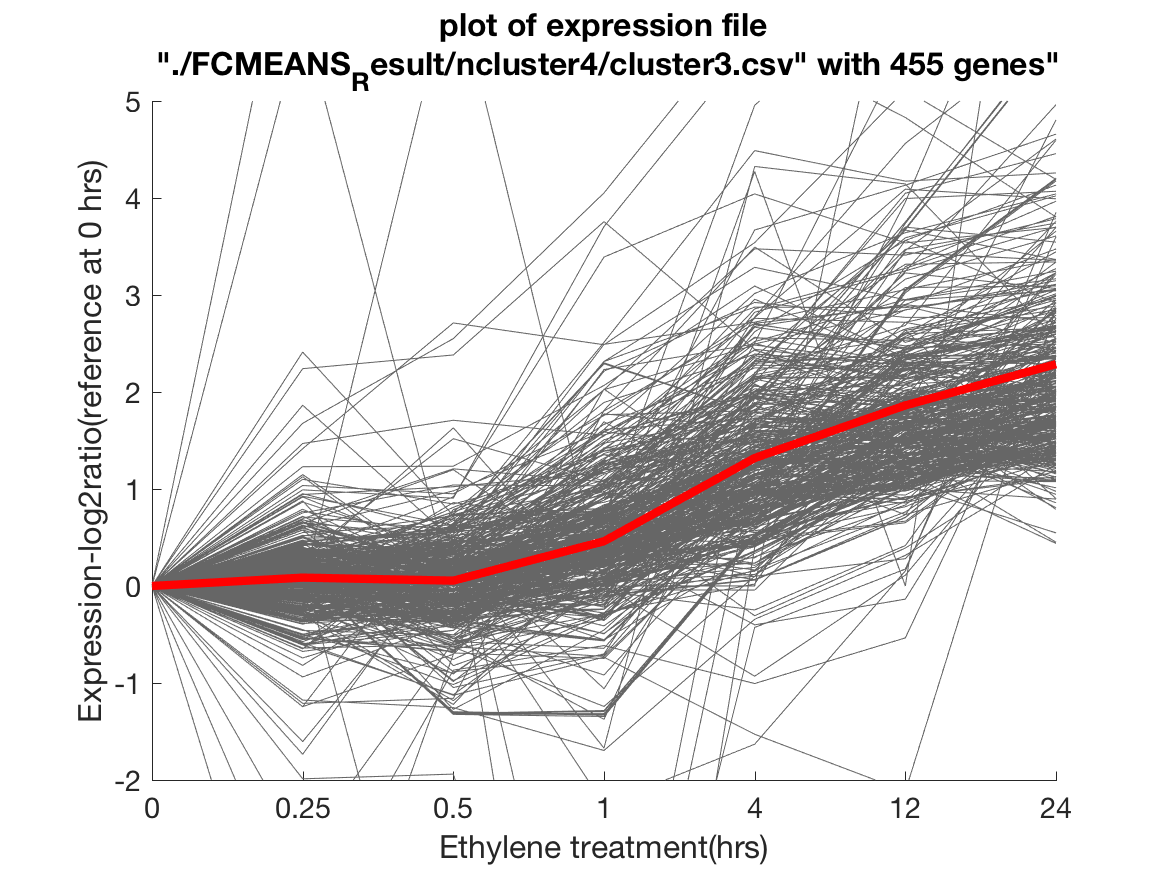 plot of expression file
"./FCMEANS_Result/ncluster4/cluster3.csv" with 455 genes"
Expression-log2ratio(reference at 0 hrs)
5
4
3
2
1
0
-1
-2
0 0.25 0.5 1 4 12 24
Ethylene treatment(hrs)